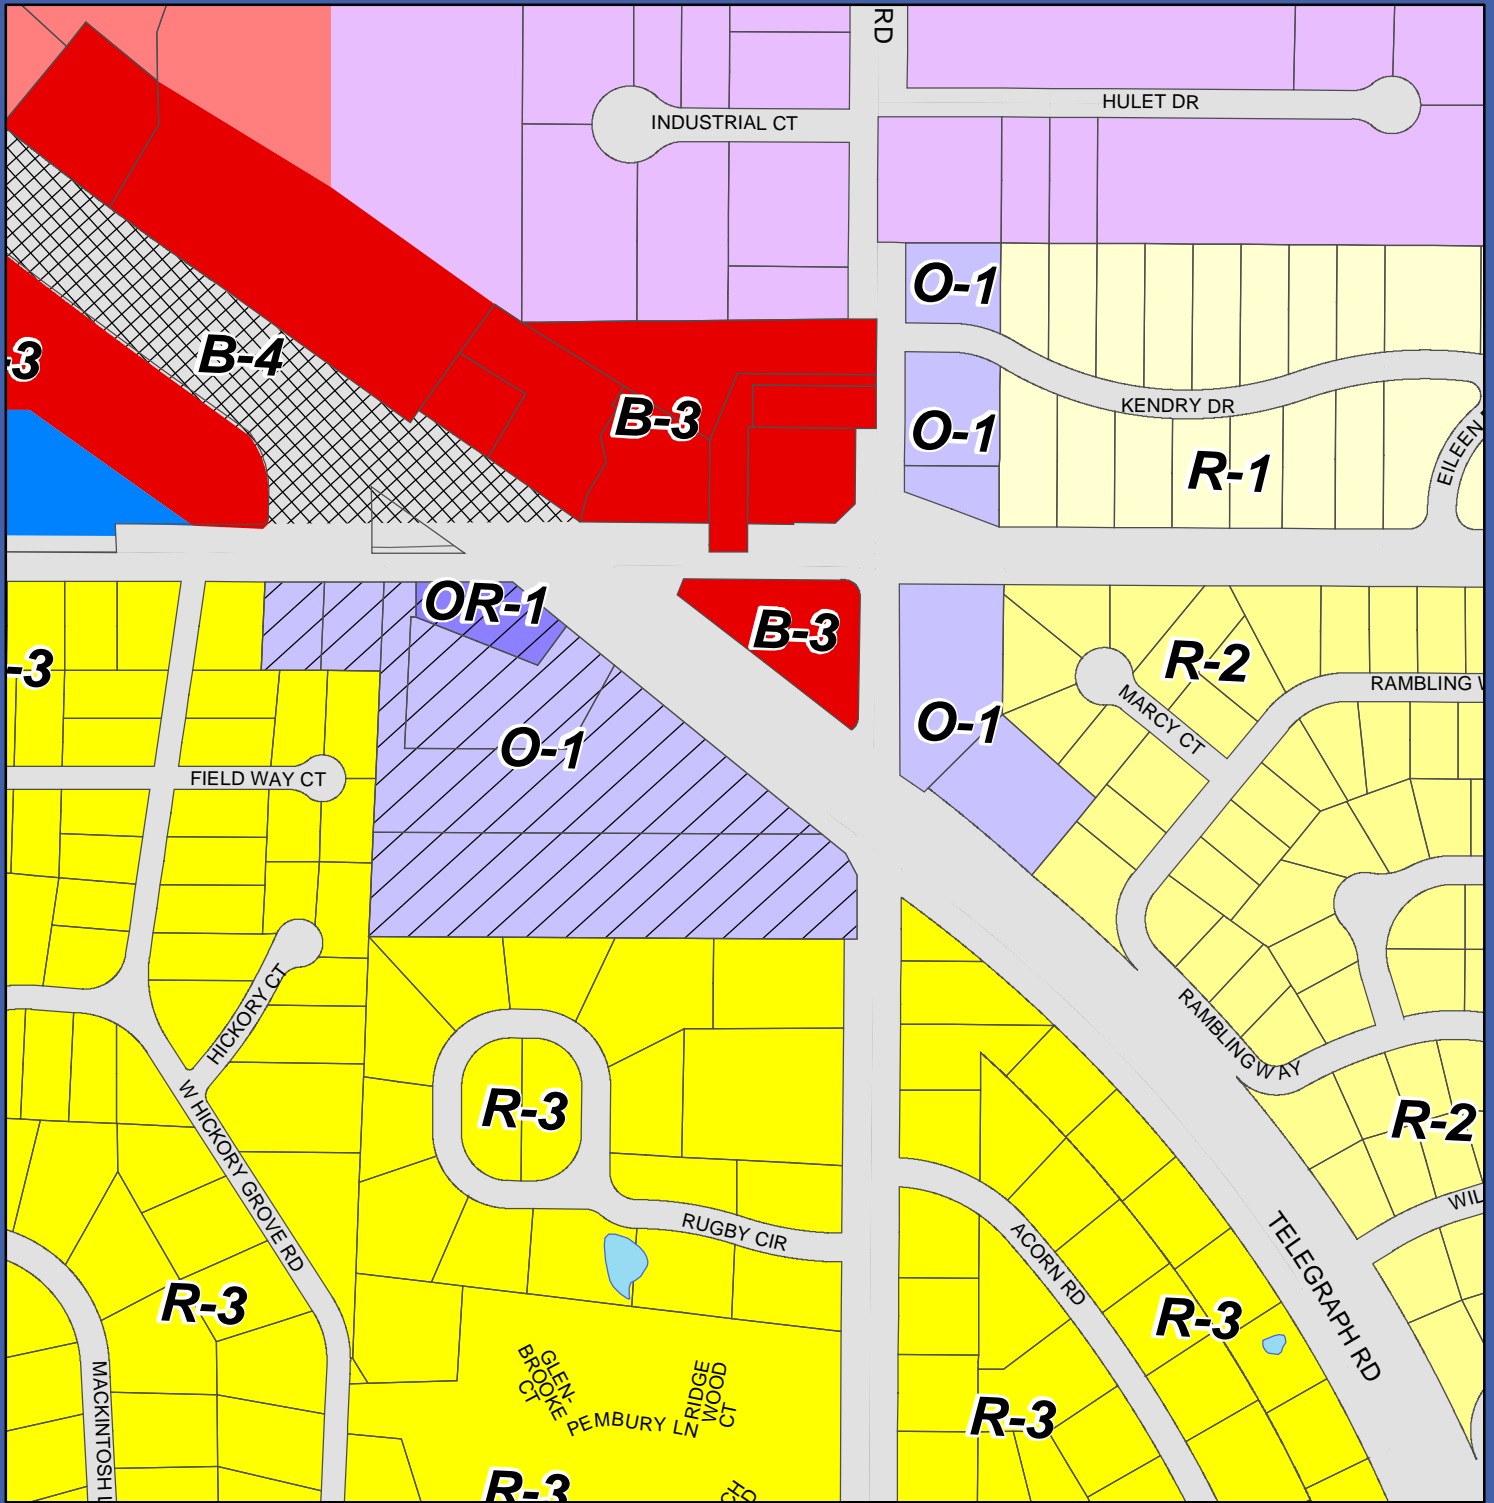 RD
HULET DR
INDUSTRIAL CT
O-1
B-4
-3
KENDRY DR
B-3
O-1
EILEEN
R-1
OR-1
B-3
R-2
-3
RAMBLING W
MARCY CT
O-1
O-1
FIELD WAY CT
HICKORY CT
RAMBLING WAY
R-3
R-2
W HICKORY GROVE RD
WIL
RUGBY CIR
ACORN RD
TELEGRAPH RD
R-3
R-3
GLEN-
BROOKE
CT
RIDGE
WOOD
CT
PEMBURY LN
MACKINTOSH L
R-3
R-3